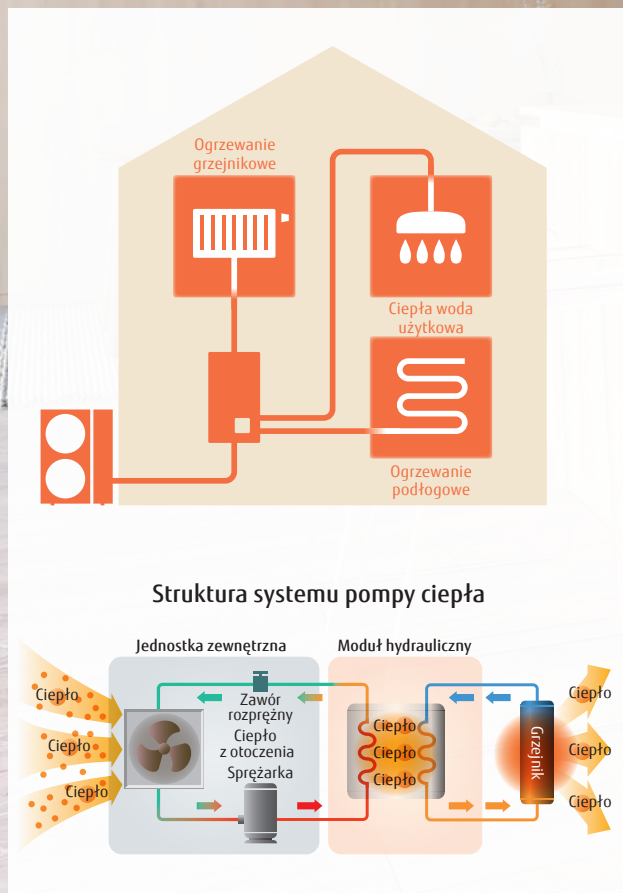 Ogrzewanie
grzejnikowe
Ciepła woda
użytkowa
Ogrzewanie
podłogowe
Struktura systemu pompy ciepła
Jednostka zewnętrzna
Moduł hydrauliczny
Ciepło
Ciepło
Ciepło
Zawór
rozprężny
Ciepło
z otoczenia
Sprężarka
Ciepło
Ciepło
Ciepło
Grzejnik
Ciepło
Ciepło
Ciepło